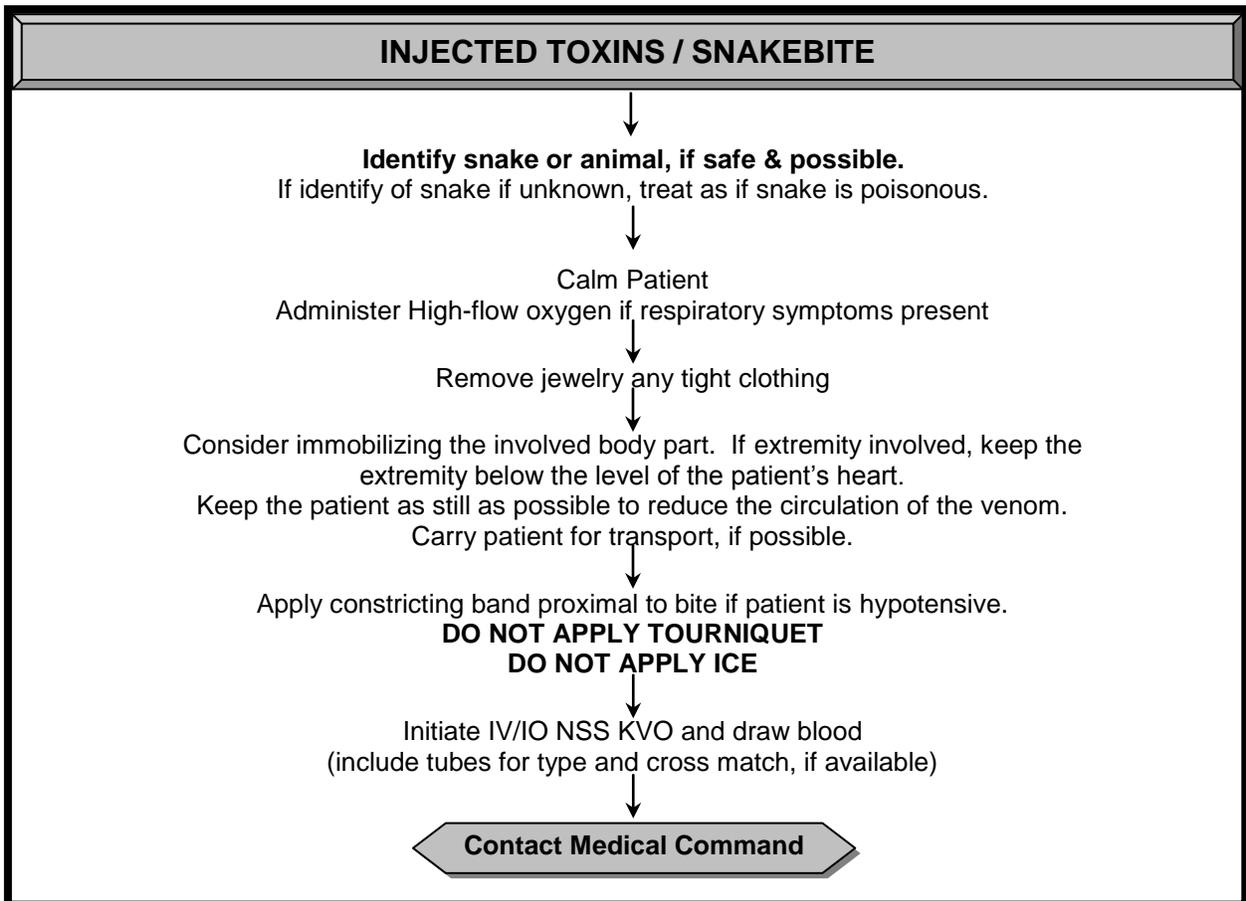 INJECTED TOXINS / SNAKEBITE
Identify snake or animal, if safe & possible.
If identify of snake if unknown, treat as if snake is poisonous.
Calm Patient
Administer High-flow oxygen if respiratory symptoms present
Remove jewelry any tight clothing
Consider immobilizing the involved body part.  If extremity involved, keep the
extremity below the level of the patient's heart.
Keep the patient as still as possible to reduce the circulation of the venom.
Carry patient for transport, if possible.
Apply constricting band proximal to bite if patient is hypotensive.
DO NOT APPLY TOURNIQUET
DO NOT APPLY ICE
Initiate IV/IO NSS KVO and draw blood
(include tubes for type and cross match, if available)
Contact Medical Command